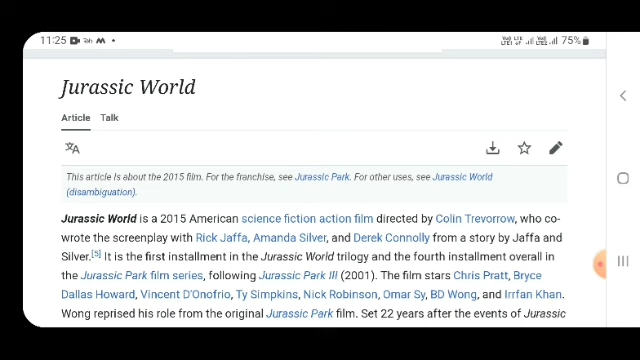 11:25
75%
Jurassic World
Article Talk
This article is about the 2015 film. For the franchise, see Jurassic Park. For other uses, see Jurassic World
(disambiguation).
Jurassic World is a 2015 American science fiction action film directed by Colin Trevorrow, who co-
wrote the screenplay with Rick Jaffa, Amanda Silver, and Derek Connolly from a story by Jaffa and
Silver.[5] It is the first installment in the Jurassic World trilogy and the fourth installment overall in
the Jurassic Park film series, following Jurassic Park III (2001). The film stars Chris Pratt, Bryce
Dallas Howard, Vincent D'Onofrio, Ty Simpkins, Nick Robinson, Omar Sy, BD Wong, and Irrfan Khan.
Wong reprised his role from the original Jurassic Park film. Set 22 years after the events of Jurassic